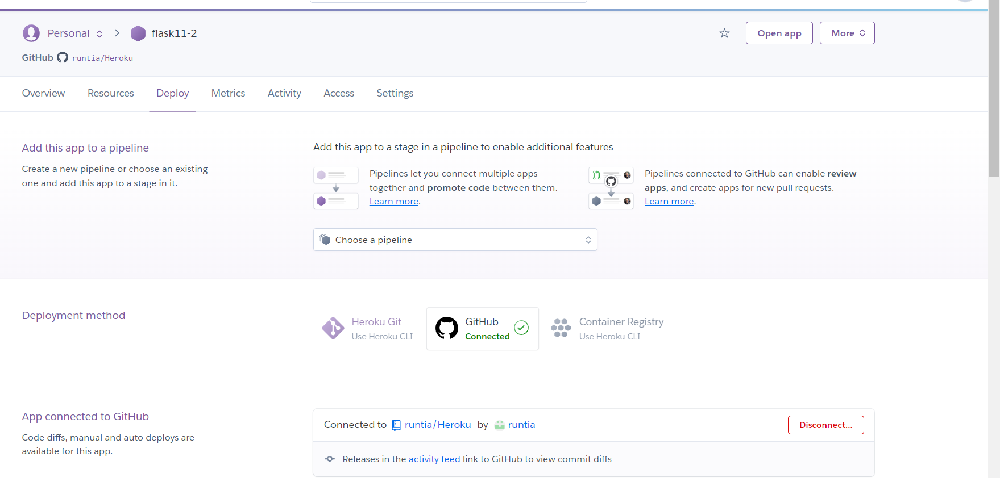 Personal flask11-2
Open app More
GitHub runtia/Heroku
Overview Resources Deploy Metrics Activity Access Settings
Add this app to a pipeline
Create a new pipeline or choose an existing
one and add this app to a stage in it.
Add this app to a stage in a pipeline to enable additional features
Pipelines let you connect multiple apps
together and promote code between them.
Learn more.
Pipelines connected to GitHub can enable review
apps, and create apps for new pull requests.
Learn more.
Choose a pipeline
Deployment method
Heroku Git
Use Heroku CLI
GitHub
Connected
Container Registry
Use Heroku CLI
App connected to GitHub
Code diffs, manual and auto deploys are
available for this app.
Connected to runtia/Heroku by runtia
Disconnect...
Releases in the activity feed link to GitHub to view commit diffs